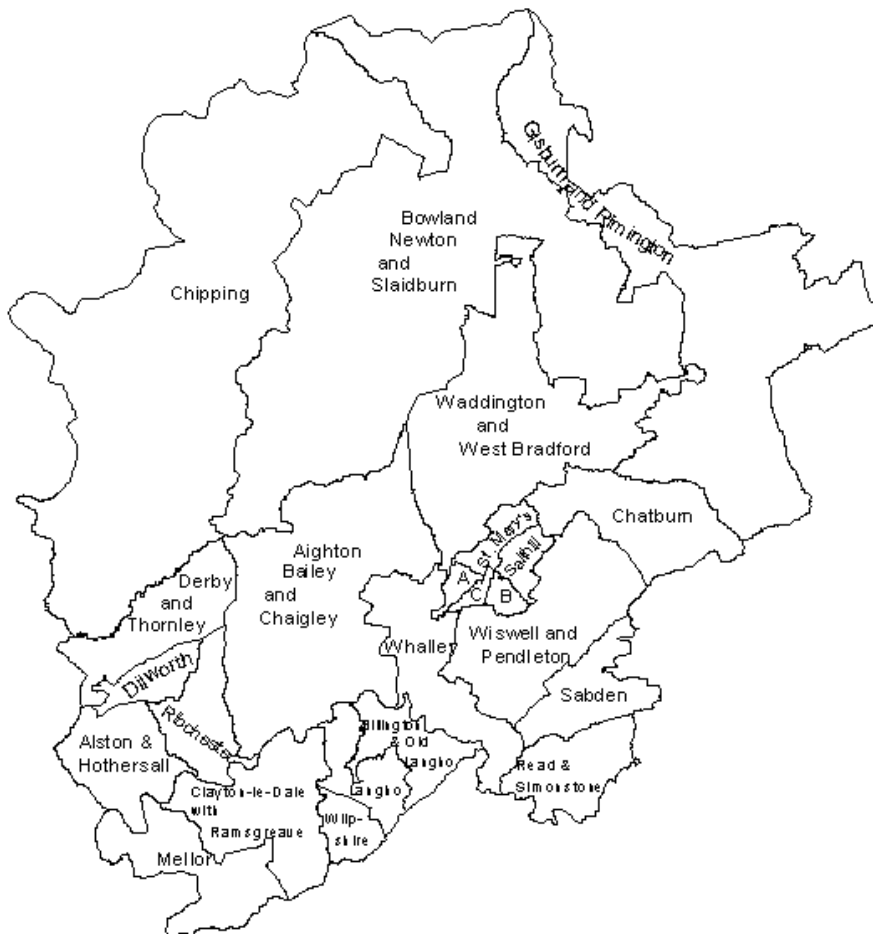 Gisburn and Rimington
Bowland
Newton
and
Slaidburn
Chipping
Waddington
and
West Bradford
Chatburn
St Mary's
Salthill
A
C
B
Aighton
Bailey
and
Chaigley
Derby
and
Thornley
Whalley
Wiswell and
Pendleton
Dilworth
Sabden
Ribchester
Billington
& Old
langho
Alston &
Hothersall
Read &
Simonstone
Langho
Clayton-le-Dale
with
Ramsgreave
Wilp-
shire
Mellor